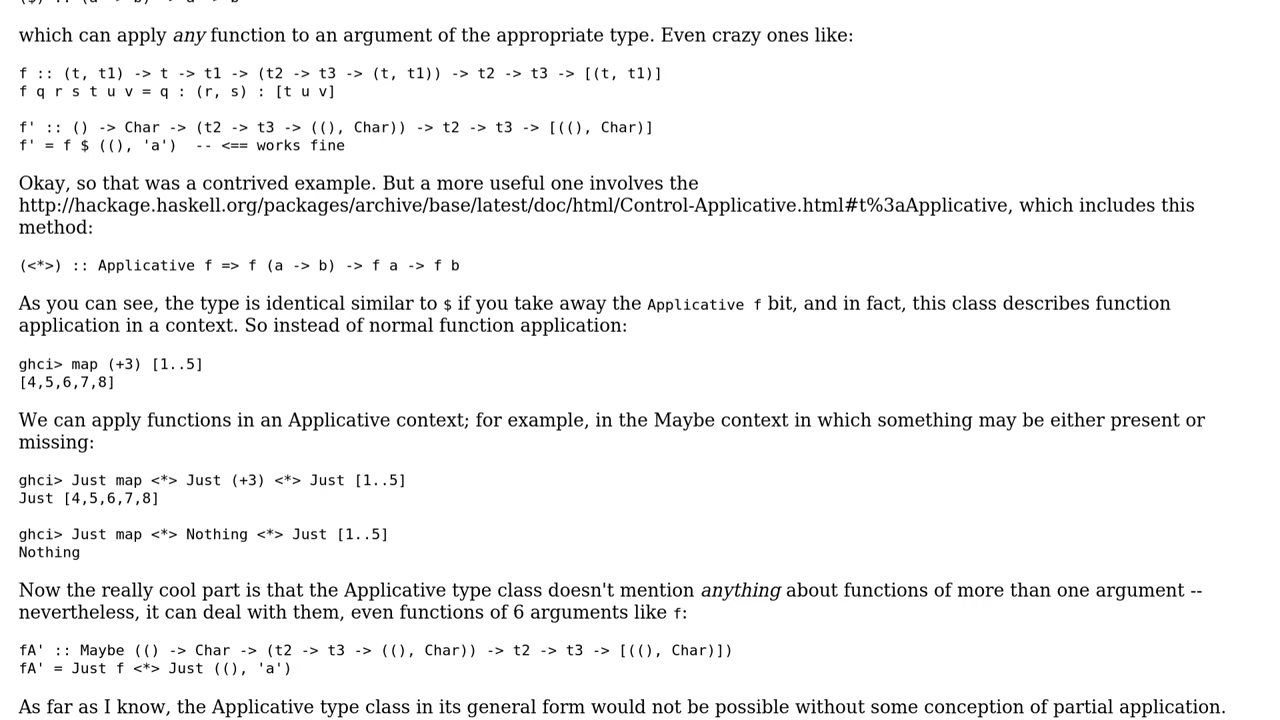 ($) :: (a -> b) -> a -> b
which can apply any function to an argument of the appropriate type. Even crazy ones like:
f :: (t, t1) -> t -> t1 -> (t2 -> t3 -> (t, t1)) -> t2 -> t3 -> [(t, t1)]
f q r s t u v = q : (r, s) : [t u v]
f' :: () -> Char -> (t2 -> t3 -> ((), Char)) -> t2 -> t3 -> [((), Char)]
f' = f $ ((), 'a')  -- <== works fine
Okay, so that was a contrived example. But a more useful one involves the
http://hackage.haskell.org/packages/archive/base/latest/doc/html/Control-Applicative.html#t%3aApplicative, which includes this
method:
(<*>) :: Applicative f => f (a -> b) -> f a -> f b
As you can see, the type is identical similar to $ if you take away the Applicative f bit, and in fact, this class describes function
application in a context. So instead of normal function application:
ghci> map (+3) [1..5]
[4,5,6,7,8]
We can apply functions in an Applicative context; for example, in the Maybe context in which something may be either present or
missing:
ghci> Just map <*> Just (+3) <*> Just [1..5]
Just [4,5,6,7,8]
ghci> Just map <*> Nothing <*> Just [1..5]
Nothing
Now the really cool part is that the Applicative type class doesn't mention anything about functions of more than one argument --
nevertheless, it can deal with them, even functions of 6 arguments like f:
fA' :: Maybe (() -> Char -> (t2 -> t3 -> ((), Char)) -> t2 -> t3 -> [((), Char)])
fA' = Just f <*> Just ((), 'a')
As far as I know, the Applicative type class in its general form would not be possible without some conception of partial application.